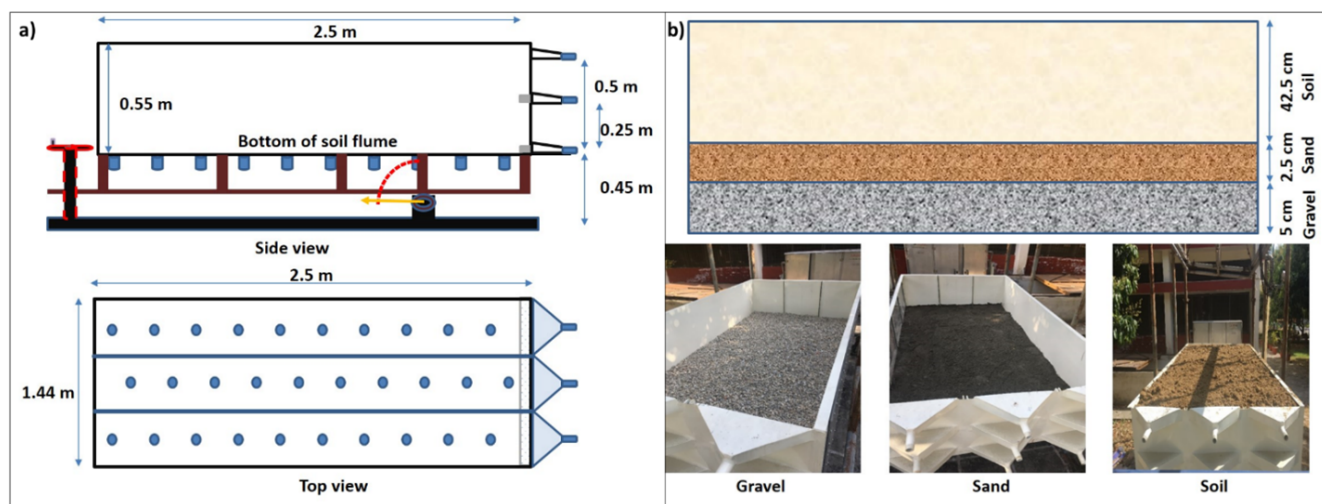 a)
2.5 m
0.55 m
0.5 m
0.25 m
Bottom of soil flume
0.45 m
Side view
2.5 m
1.44 m
Top view
b)
42.5 cm
Soil
2.5 cm
Sand
5 cm
Gravel
Gravel
Sand
Soil